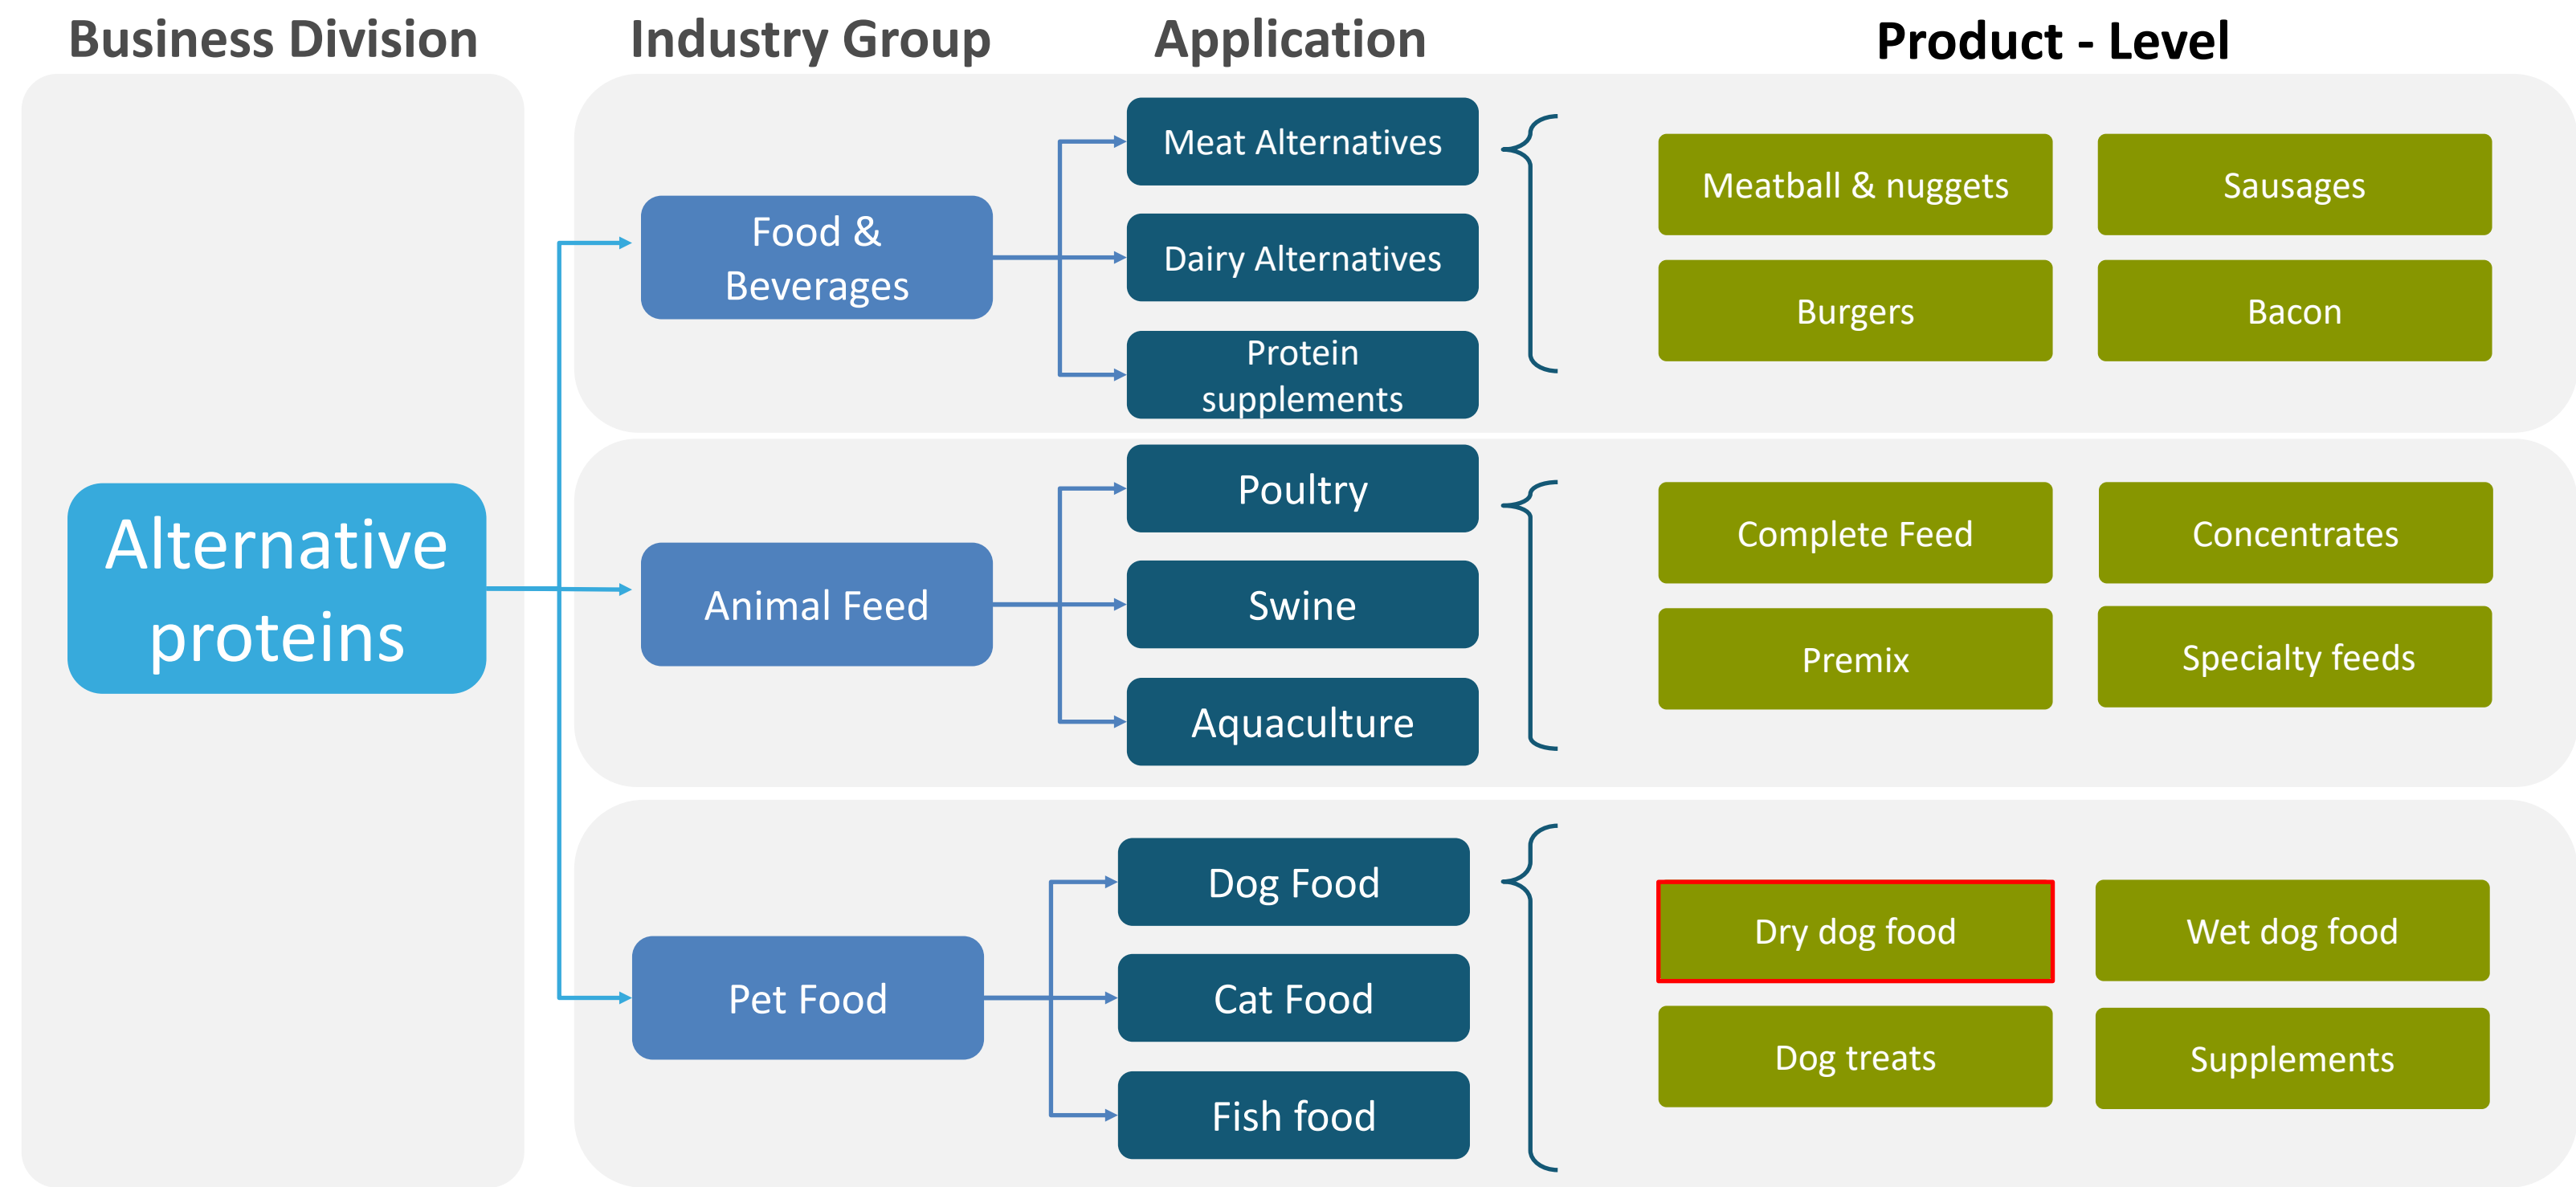 Business Division
Industry Group
Application
Product - Level
Alternative
proteins
Food &
Beverages
Meat Alternatives
Dairy Alternatives
Protein
supplements
Meatball & nuggets
Sausages
Burgers
Bacon
Animal Feed
Poultry
Swine
Aquaculture
Complete Feed
Concentrates
Premix
Specialty feeds
Pet Food
Dog Food
Cat Food
Fish food
Dry dog food
Wet dog food
Dog treats
Supplements